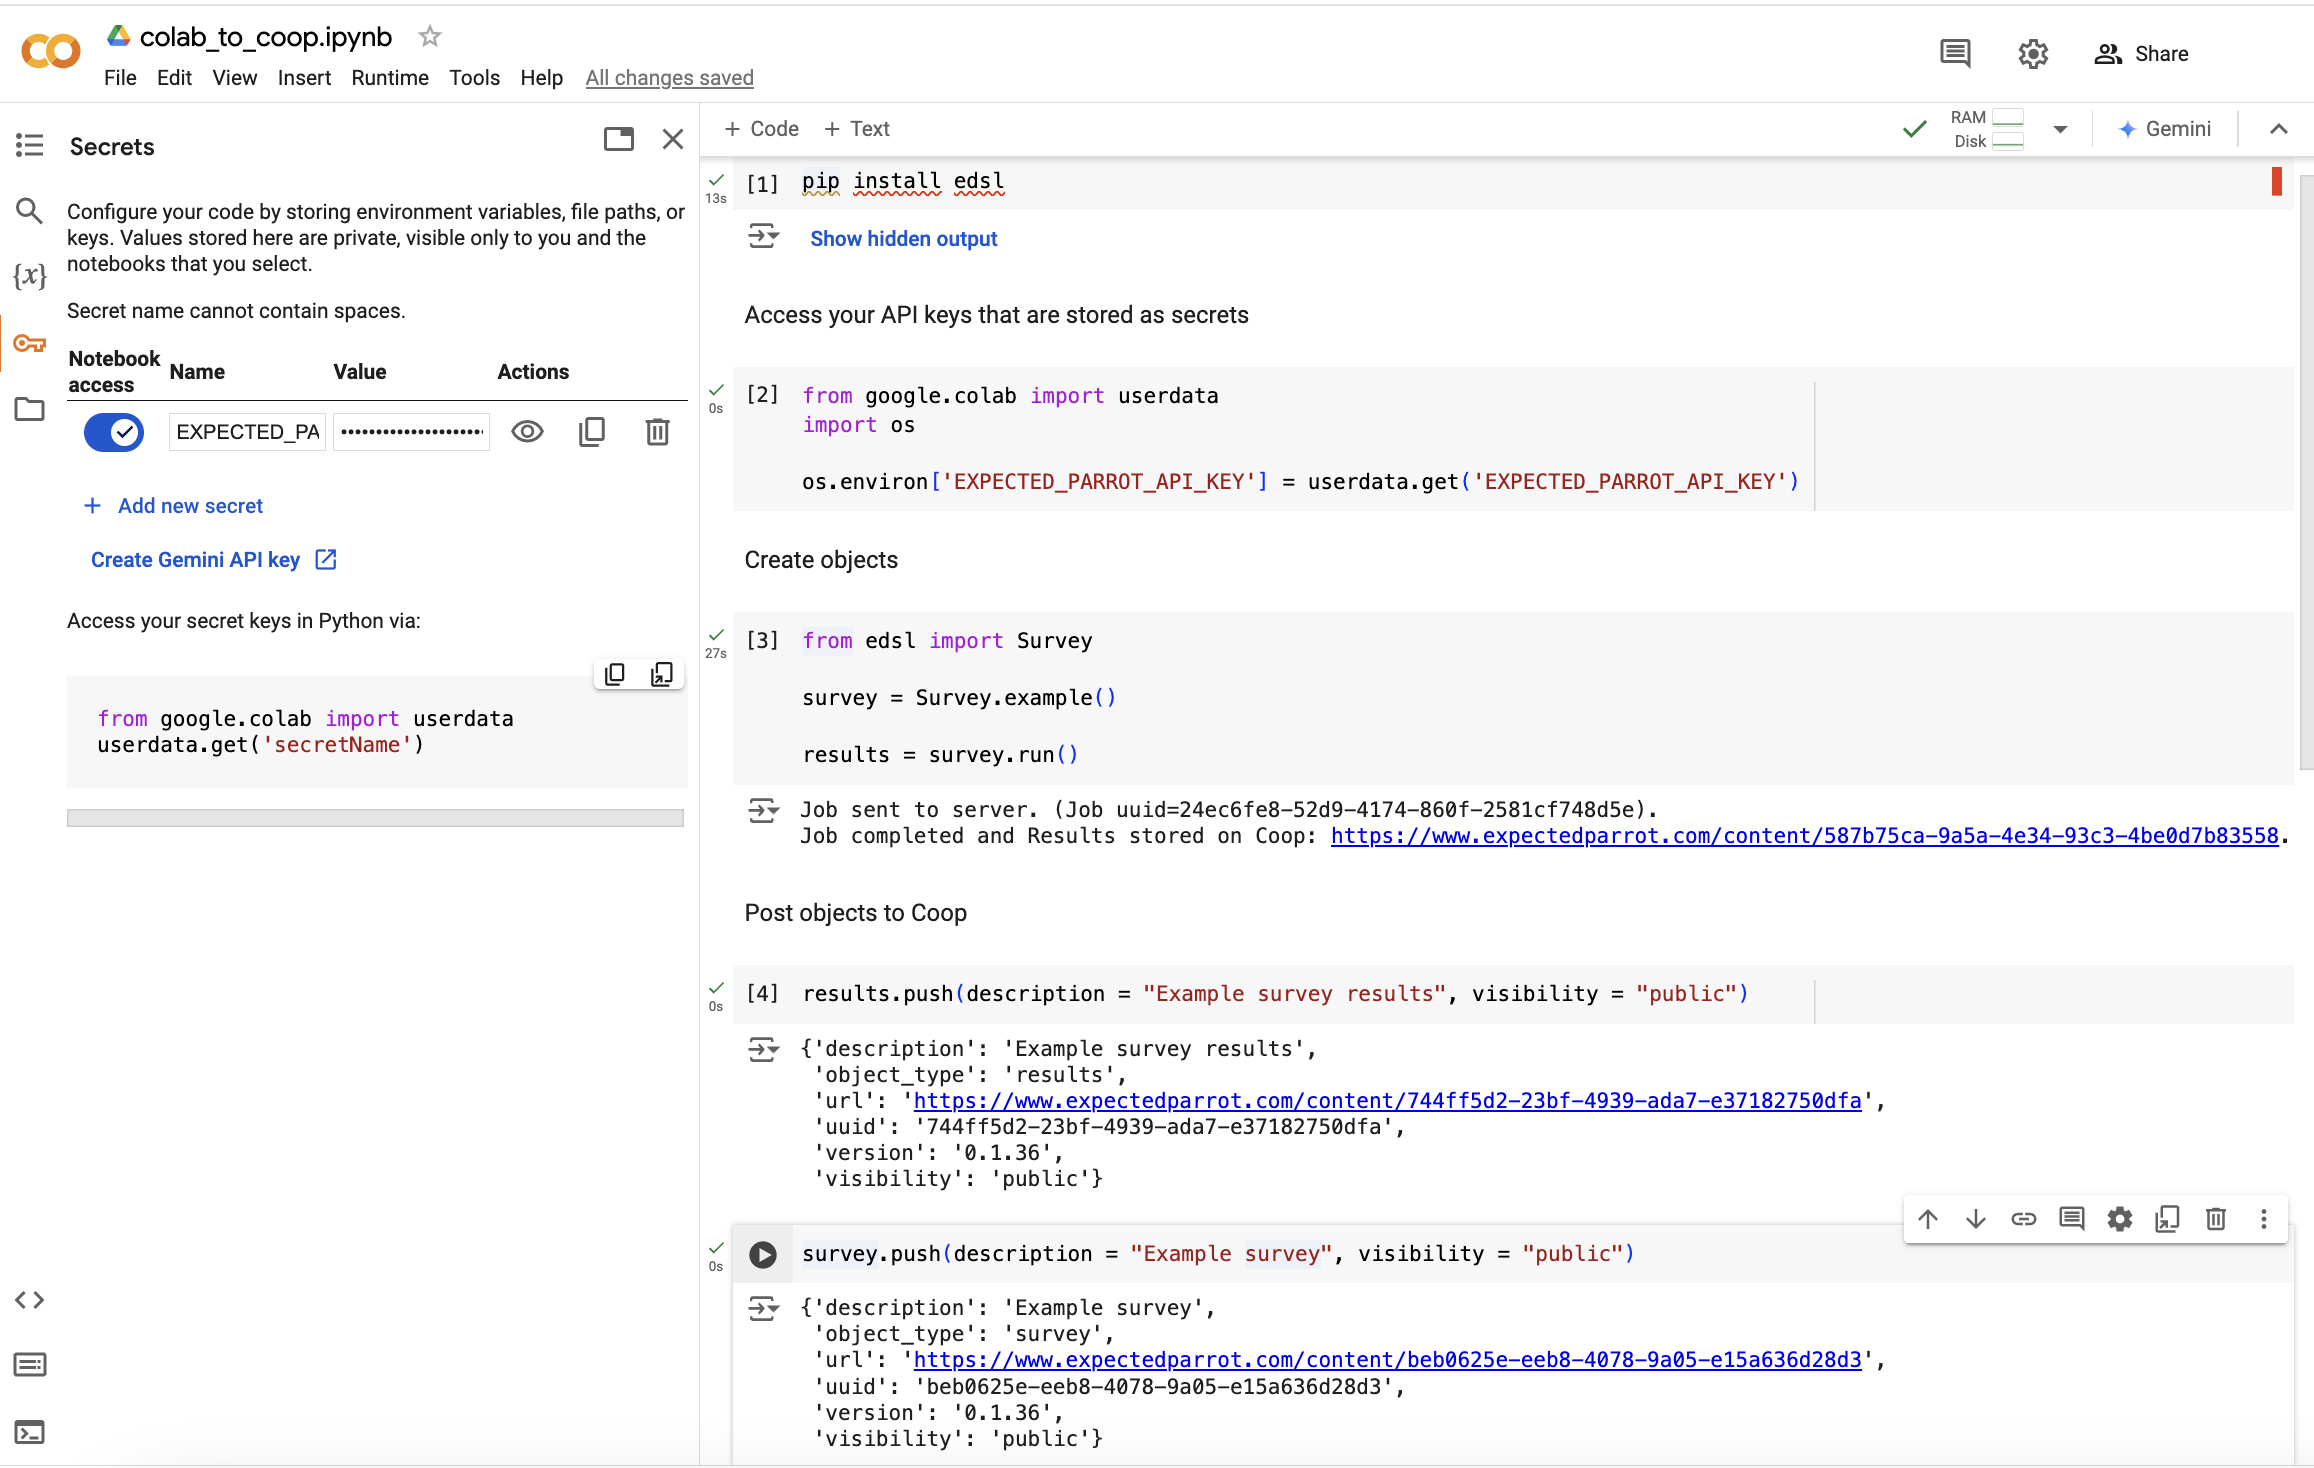 colab_to_coop.ipynb
File Edit View Insert Runtime Tools Help All changes saved
Share
Secrets
Configure your code by storing environment variables, file paths, or
keys. Values stored here are private, visible only to you and the
notebooks that you select.
Secret name cannot contain spaces.
Notebook access Name Value Actions
EXPECTED_PA ••••••••••••••••••••
+ Add new secret
Create Gemini API key
Access your secret keys in Python via:
from google.colab import userdata
userdata.get('secretName')
+ Code + Text
RAM
Disk
Gemini
13s
[1] pip install edsl
Show hidden output
Access your API keys that are stored as secrets
0s
[2] from google.colab import userdata
import os
os.environ['EXPECTED_PARROT_API_KEY'] = userdata.get('EXPECTED_PARROT_API_KEY')
Create objects
27s
[3] from edsl import Survey
survey = Survey.example()
results = survey.run()
Job sent to server. (Job uuid=24ec6fe8-52d9-4174-860f-2581cf748d5e).
Job completed and Results stored on Coop: https://www.expectedparrot.com/content/587b75ca-9a5a-4e34-93c3-4be0d7b83558.
Post objects to Coop
0s
[4] results.push(description = "Example survey results", visibility = "public")
{'description': 'Example survey results',
'object_type': 'results',
'url': 'https://www.expectedparrot.com/content/744ff5d2-23bf-4939-ada7-e37182750dfa',
'uuid': '744ff5d2-23bf-4939-ada7-e37182750dfa',
'version': '0.1.36',
'visibility': 'public'}
0s
survey.push(description = "Example survey", visibility = "public")
{'description': 'Example survey',
'object_type': 'survey',
'url': 'https://www.expectedparrot.com/content/beb0625e-eeb8-4078-9a05-e15a636d28d3',
'uuid': 'beb0625e-eeb8-4078-9a05-e15a636d28d3',
'version': '0.1.36',
'visibility': 'public'}